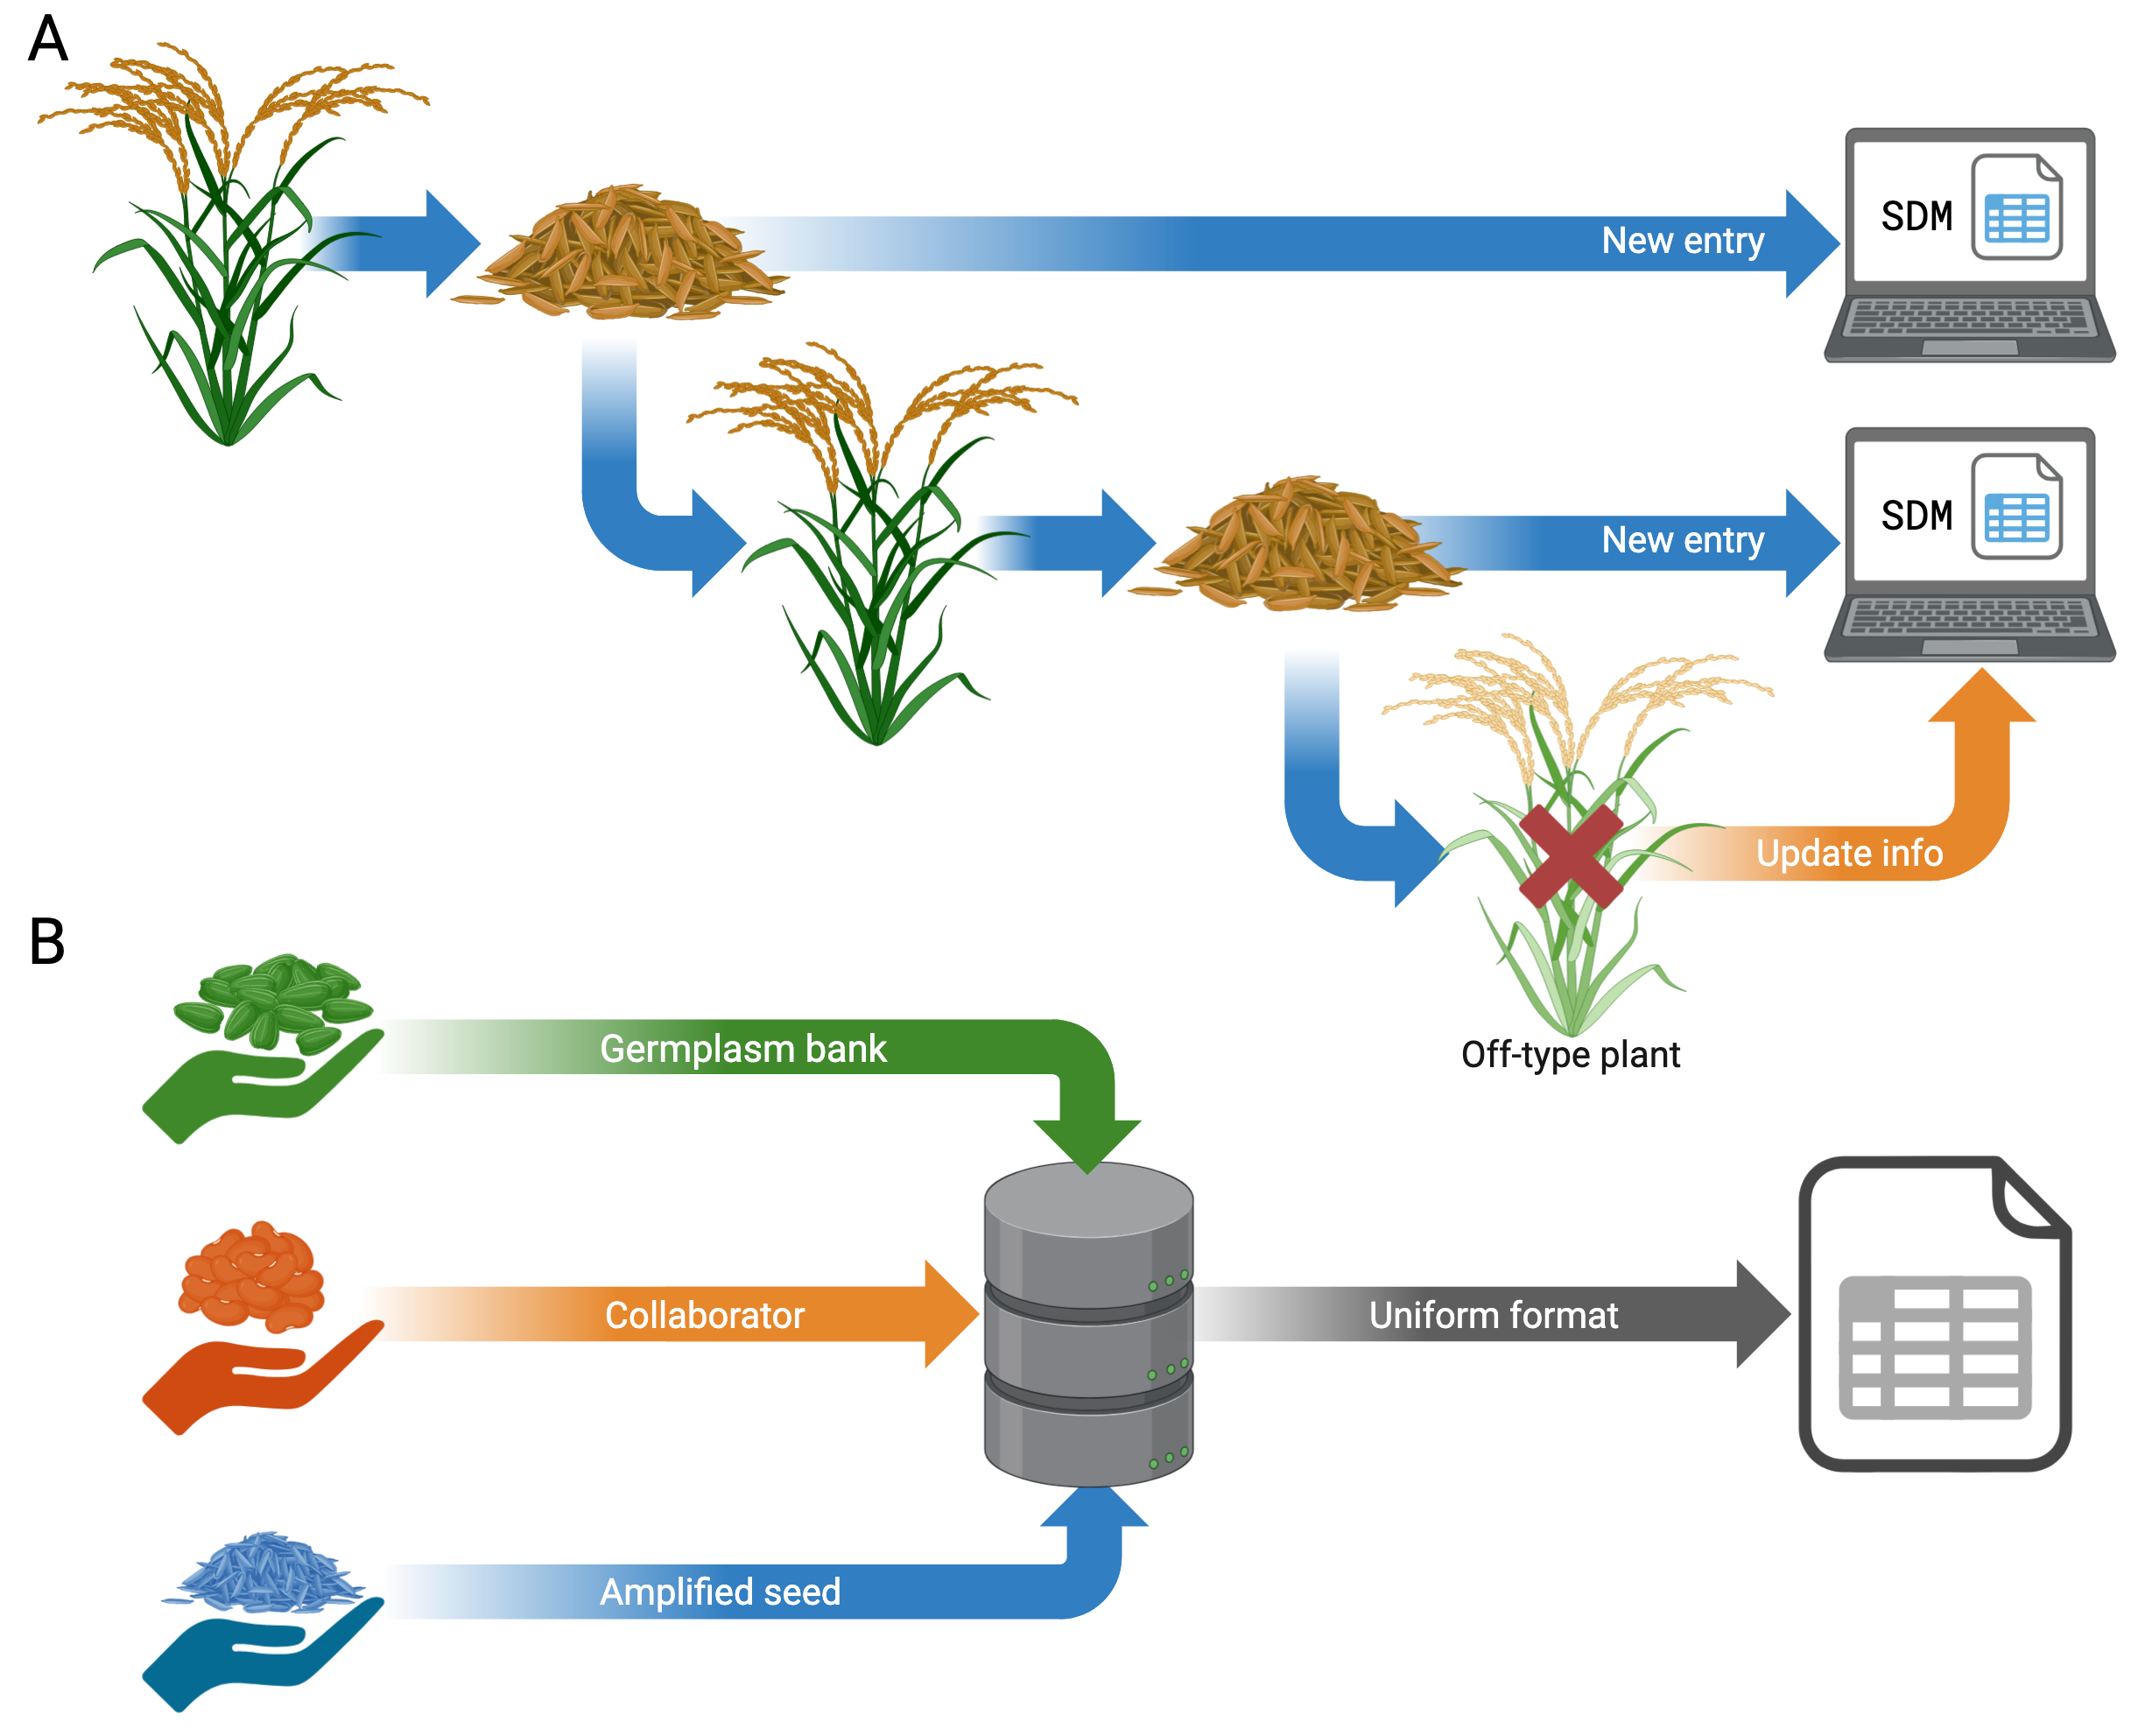 A
New entry
SDM
New entry
SDM
Update info
Off-type plant
B
Germplasm bank
Collaborator
Uniform format
Amplified seed